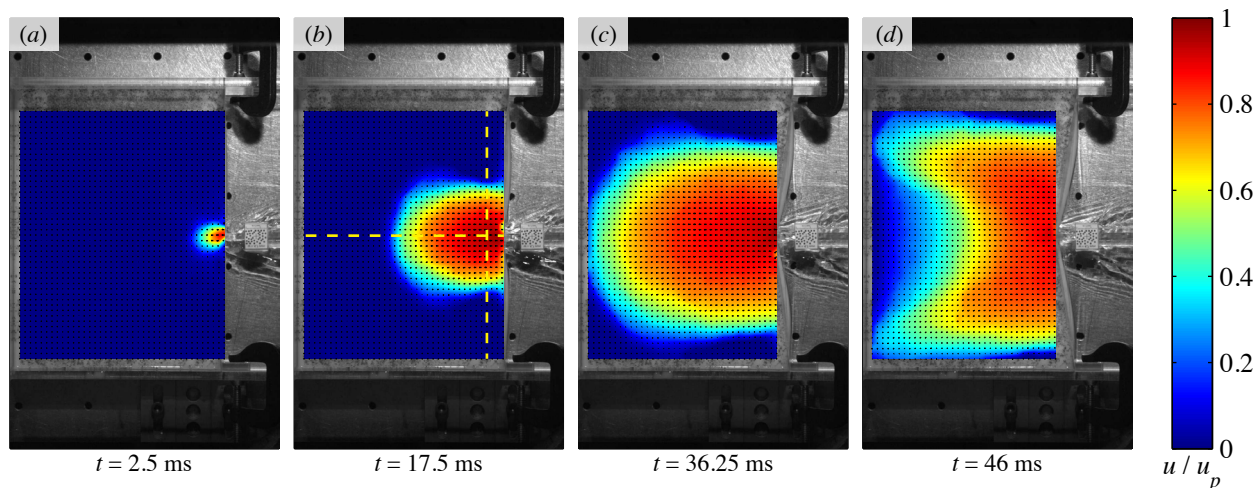 (a)
(b)
(c)
(d)
1
0.8
0.6
0.4
0.2
0
t = 2.5 ms
t = 17.5 ms
t = 36.25 ms
t = 46 ms
u / u_p